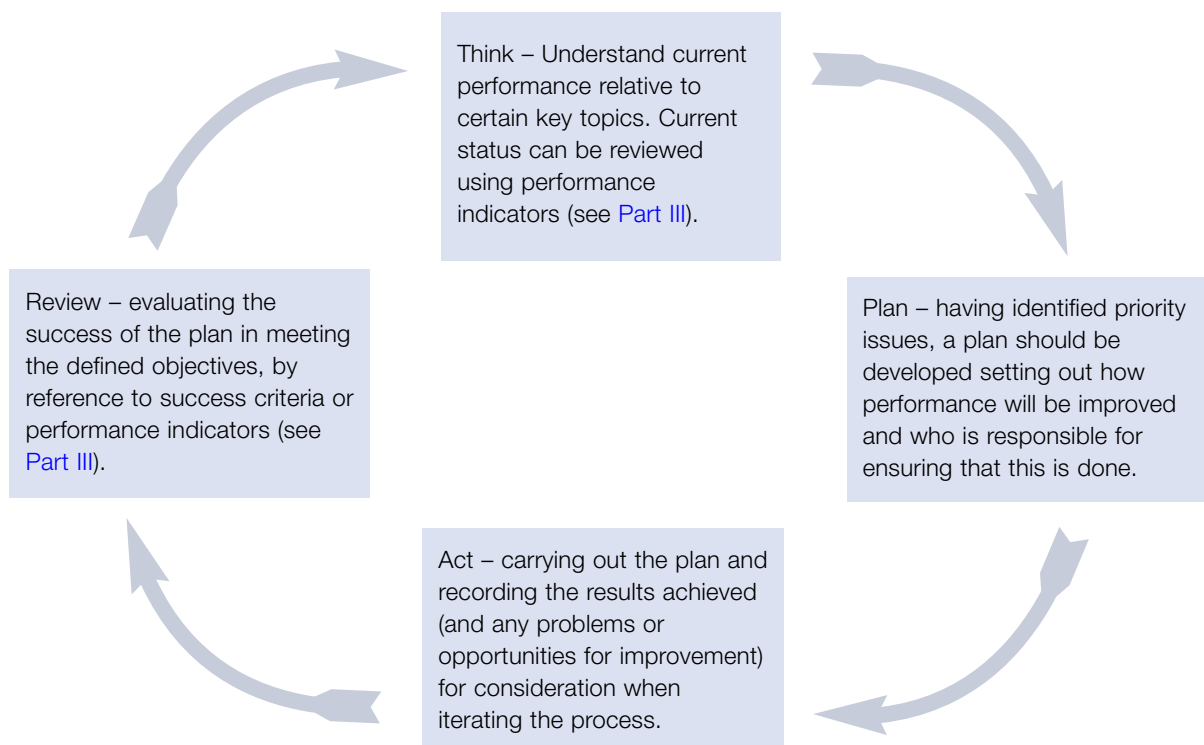 Think – Understand current
performance relative to
certain key topics. Current
status can be reviewed
using performance
indicators (see Part III).
Plan – having identified priority
issues, a plan should be
developed setting out how
performance will be improved
and who is responsible for
ensuring that this is done.
Act – carrying out the plan and
recording the results achieved
(and any problems or
opportunities for improvement)
for consideration when
iterating the process.
Review – evaluating the
success of the plan in meeting
the defined objectives, by
reference to success criteria or
performance indicators (see
Part III).